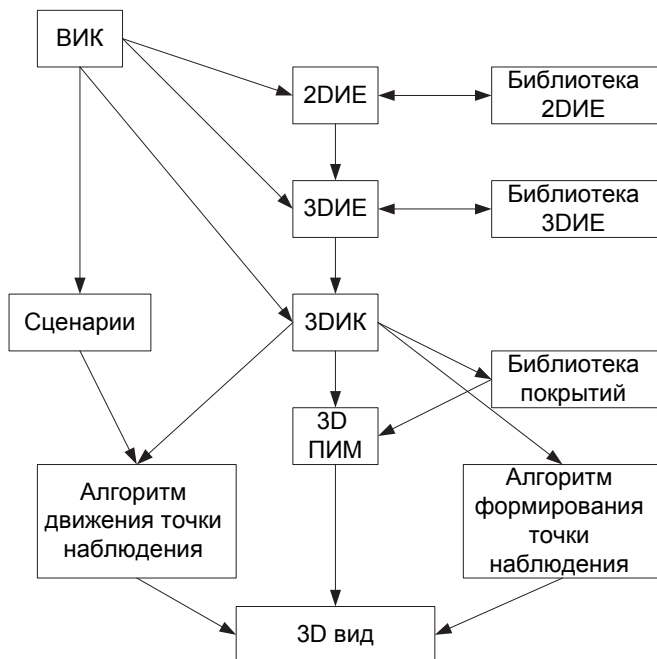 ВИК
2DИЕ
Библиотека
2DИЕ
3DИЕ
Библиотека
3DИЕ
Сценарии
3DИК
Библиотека
покрытий
3D
ПИМ
Алгоритм
движения точки
наблюдения
Алгоритм
формирования
точки
наблюдения
3D вид